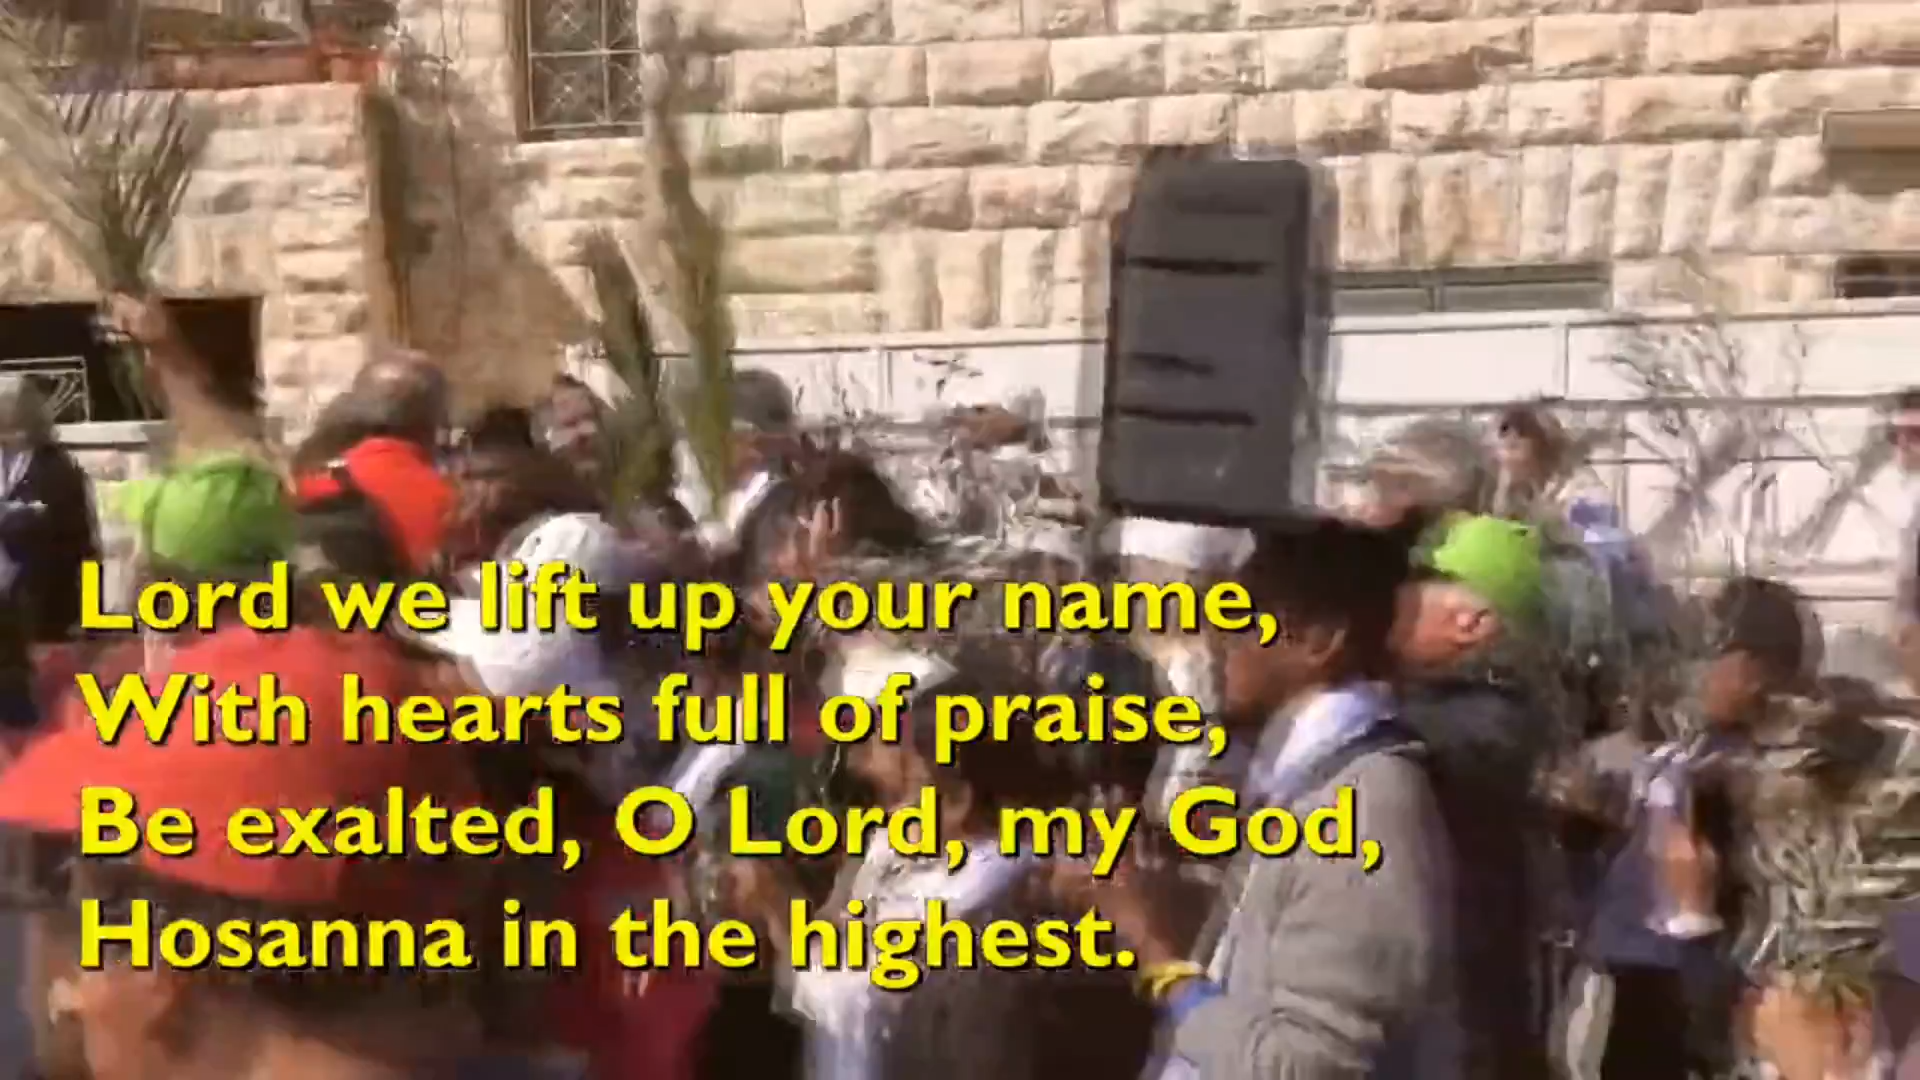 Lord we lift up your name,
With hearts full of praise,
Be exalted, O Lord, my God,
Hosanna in the highest.